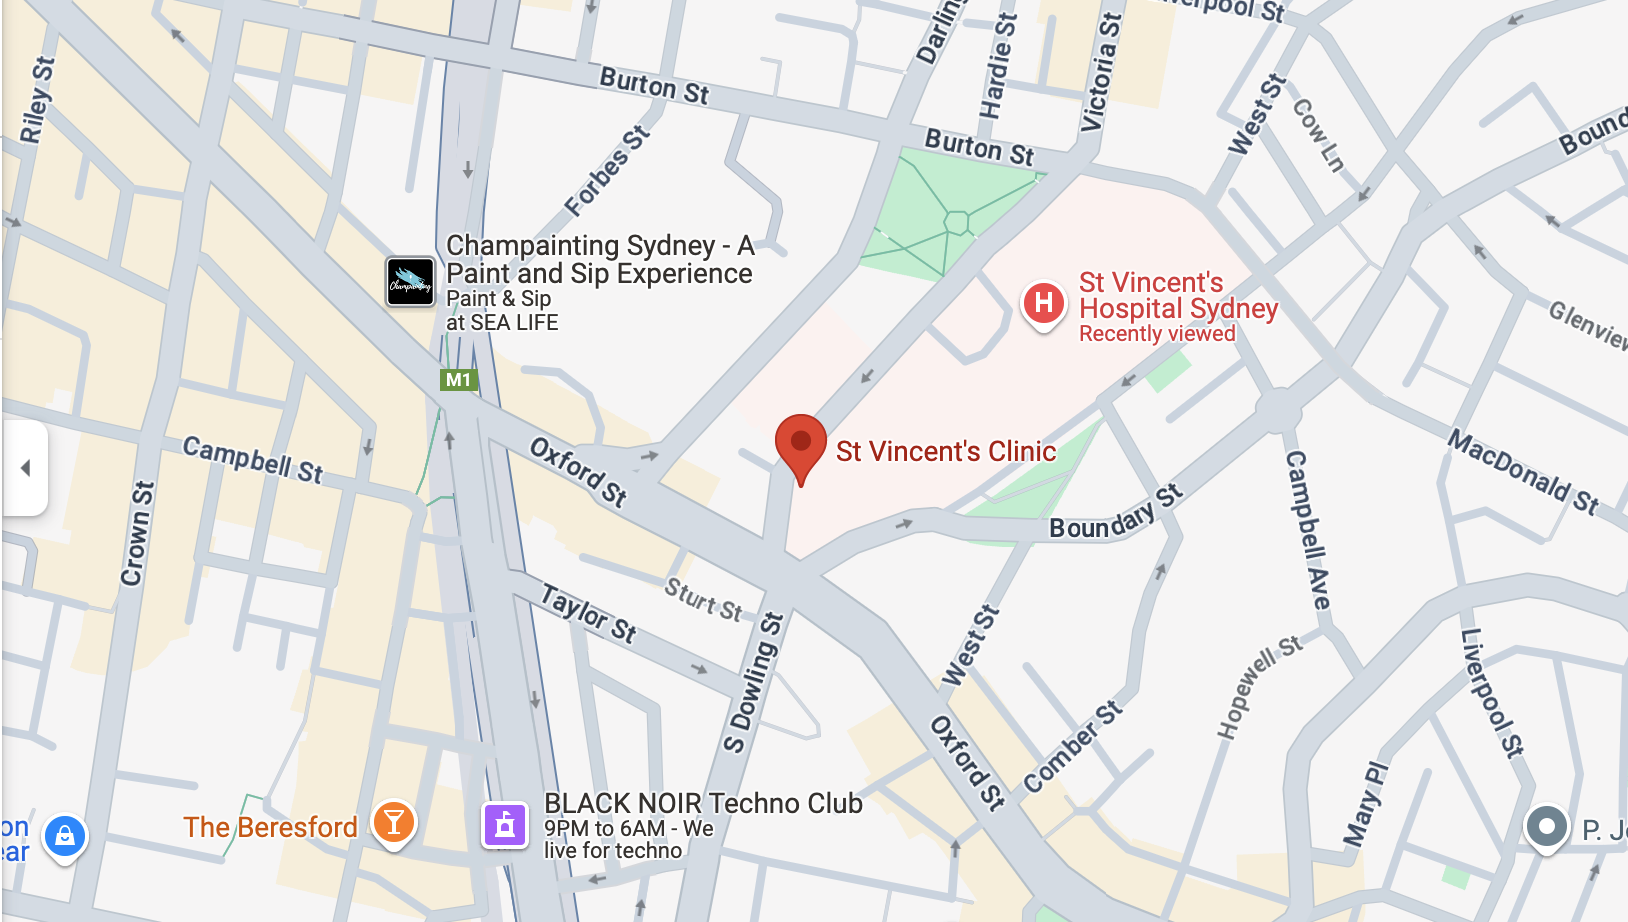 Liverpool St
Darling
Hardie St
Victoria St
Riley St
Burton St
Burton St
West St
Cow Ln
Bound
Forbes St
Champainting Sydney - A
Paint and Sip Experience
Paint & Sip
at SEA LIFE
Champainting
H
St Vincent's
Hospital Sydney
Recently viewed
Glenview
M1
St Vincent's Clinic
Oxford St
Campbell St
MacDonald St
Crown St
Boundary St
Campbell Ave
Taylor St
Sturt St
S Dowling St
West St
Hopewell St
Liverpool St
Oxford St
Comber St
Mary Pl
BLACK NOIR Techno Club
9PM to 6AM - We
live for techno
The Beresford
on
ear
P. Jo